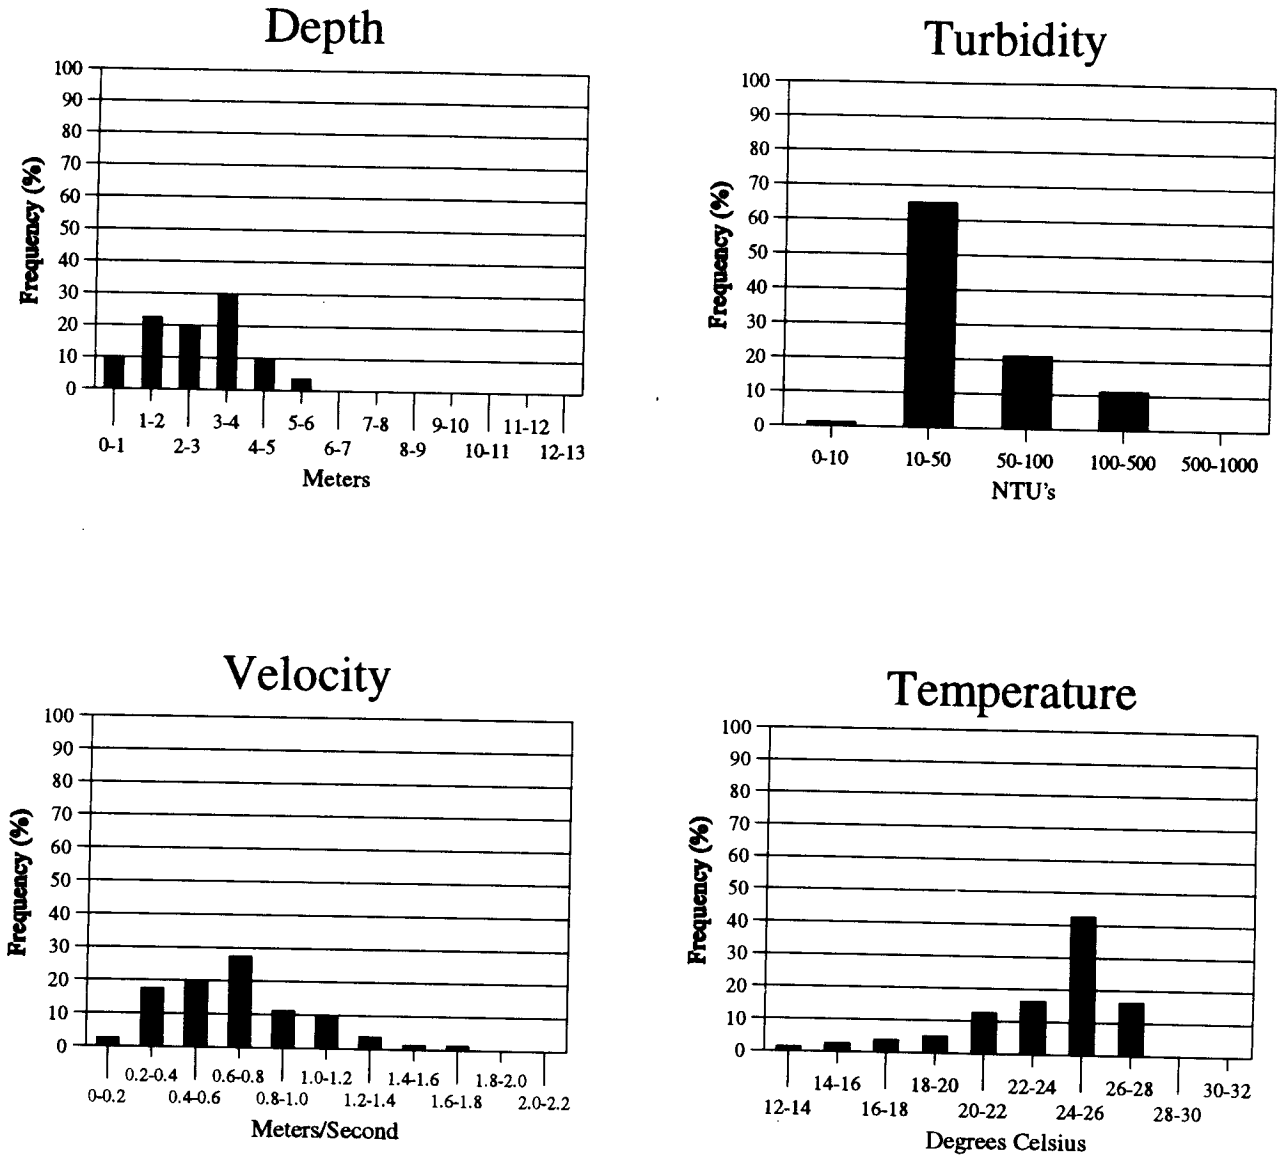 Depth
100
90
80
70
60
50
40
30
20
10
0
Frequency (%)
1-2 3-4 5-6 7-8 9-10 11-12
0-1 2-3 4-5 6-7 8-9 10-11 12-13
Meters
Turbidity
100
90
80
70
60
50
40
30
20
10
0
Frequency (%)
0-10 10-50 50-100 100-500 500-1000
NTU's
Velocity
100
90
80
70
60
50
40
30
20
10
0
Frequency (%)
0.2-0.4 0.6-0.8 1.0-1.2 1.4-1.6 1.8-2.0
0-0.2 0.4-0.6 0.8-1.0 1.2-1.4 1.6-1.8 2.0-2.2
Meters/Second
Temperature
100
90
80
70
60
50
40
30
20
10
0
Frequency (%)
14-16 18-20 22-24 26-28 30-32
12-14 16-18 20-22 24-26 28-30
Degrees Celsius